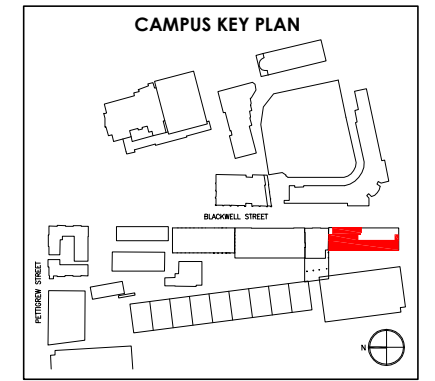 CAMPUS KEY PLAN
BLACKWELL STREET
PETTIGREW STREET
N